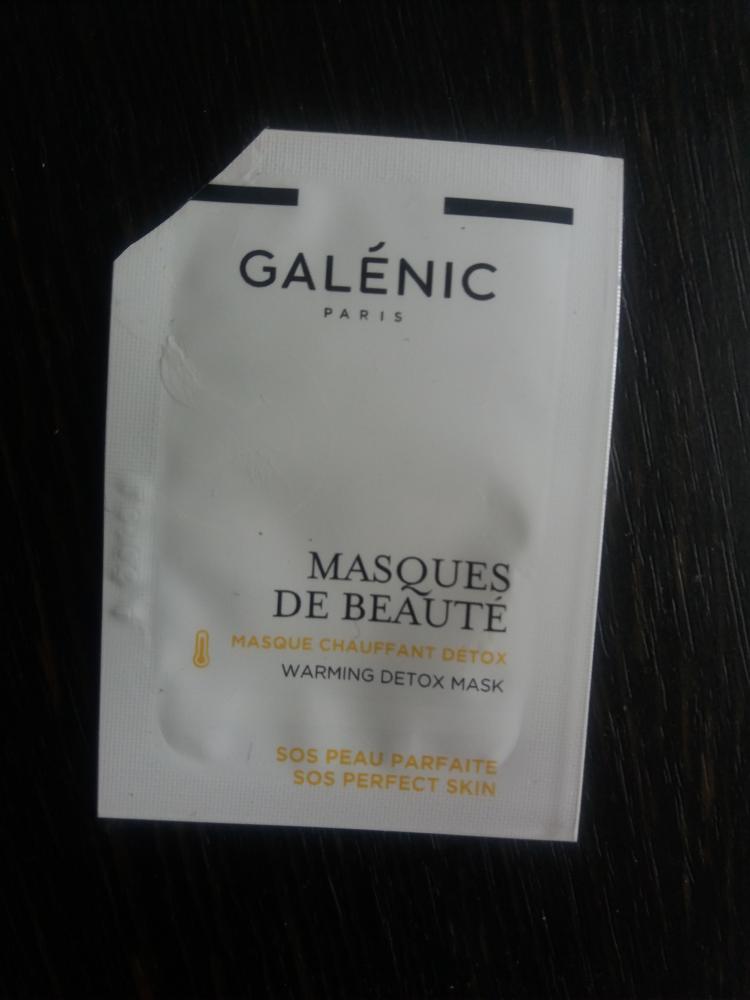 GALÉNIC
PARIS
MASQUES
DE BEAUTÉ
MASQUE CHAUFFANT DÉTOX
WARMING DETOX MASK
SOS PEAU PARFAITE
SOS PERFECT SKIN